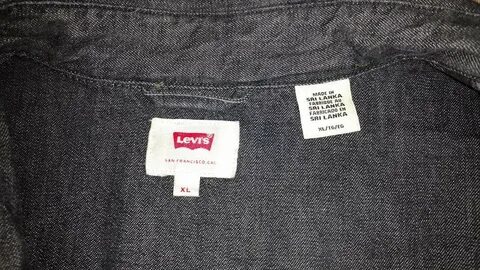 Levi's
SAN FRANCISCO, CAL
XL
MADE IN
SRI LANKA
FABRIQUÉ AU
SRI LANKA
FABRICADO EN
SRI LANKA
XL/TG/EG